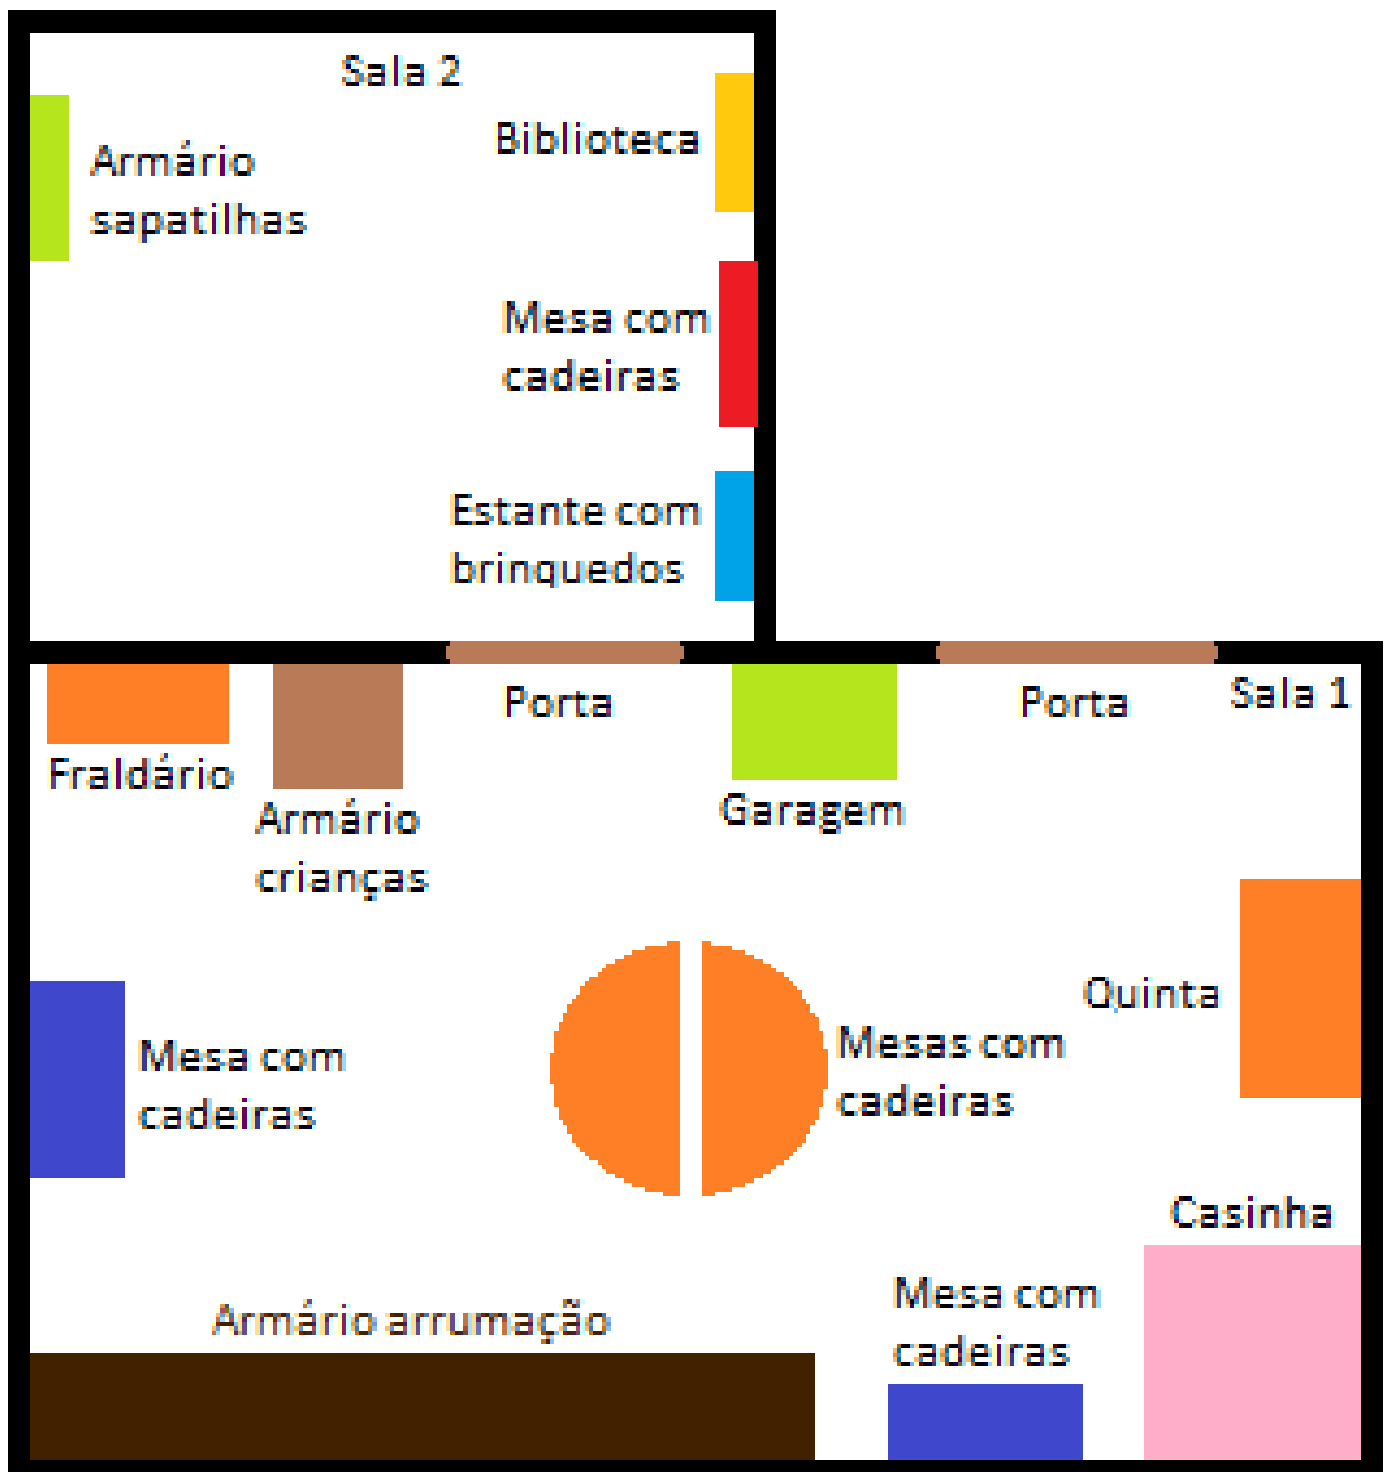 Sala 2
Biblioteca
Armário
sapatilhas
Mesa com
cadeiras
Estante com
brinquedos
Porta
Porta
Sala 1
Fraldário
Armário
crianças
Garagem
Quinta
Mesa com
cadeiras
Mesas com
cadeiras
Casinha
Mesa com
cadeiras
Armário arrumação